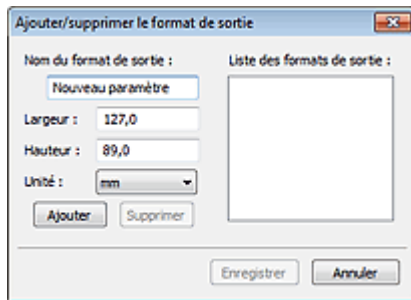 Ajouter/supprimer le format de sortie
Nom du format de sortie :
Nouveau paramètre
Largeur :
127,0
Hauteur :
89,0
Unité :
mm
Ajouter
Supprimer
Liste des formats de sortie :
Enregistrer
Annuler